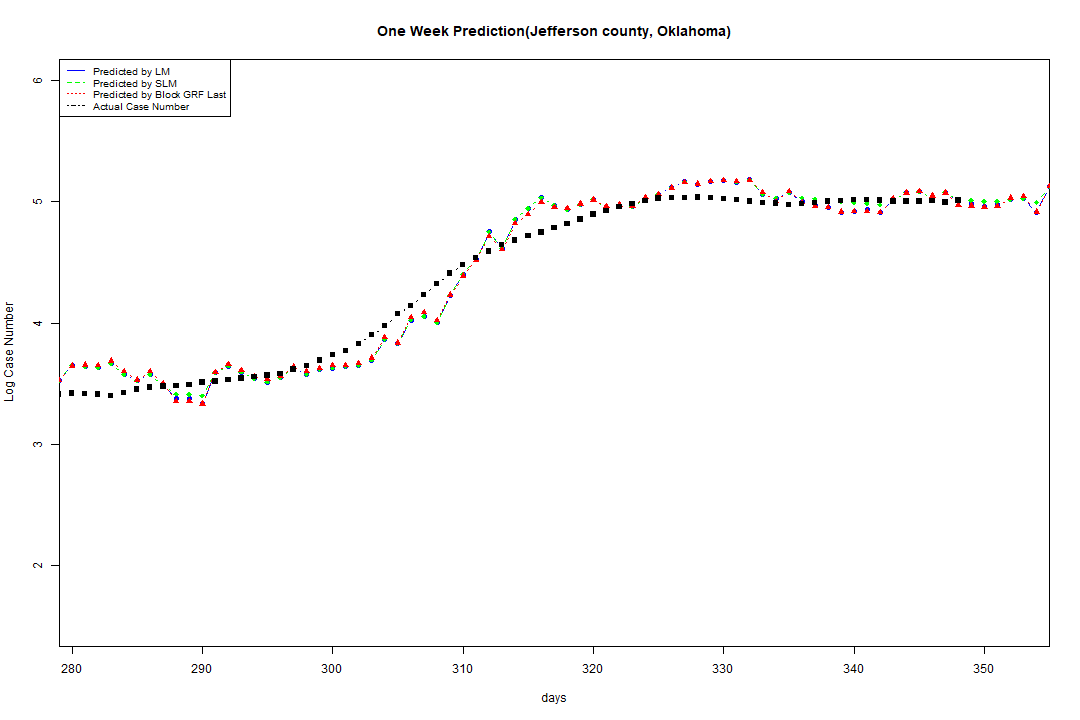 One Week Prediction(Jefferson county, Oklahoma)
Predicted by LM
Predicted by SLM
Predicted by Block GRF Last
Actual Case Number
6
5
4
3
2
Log Case Number
280 290 300 310 320 330 340 350
days